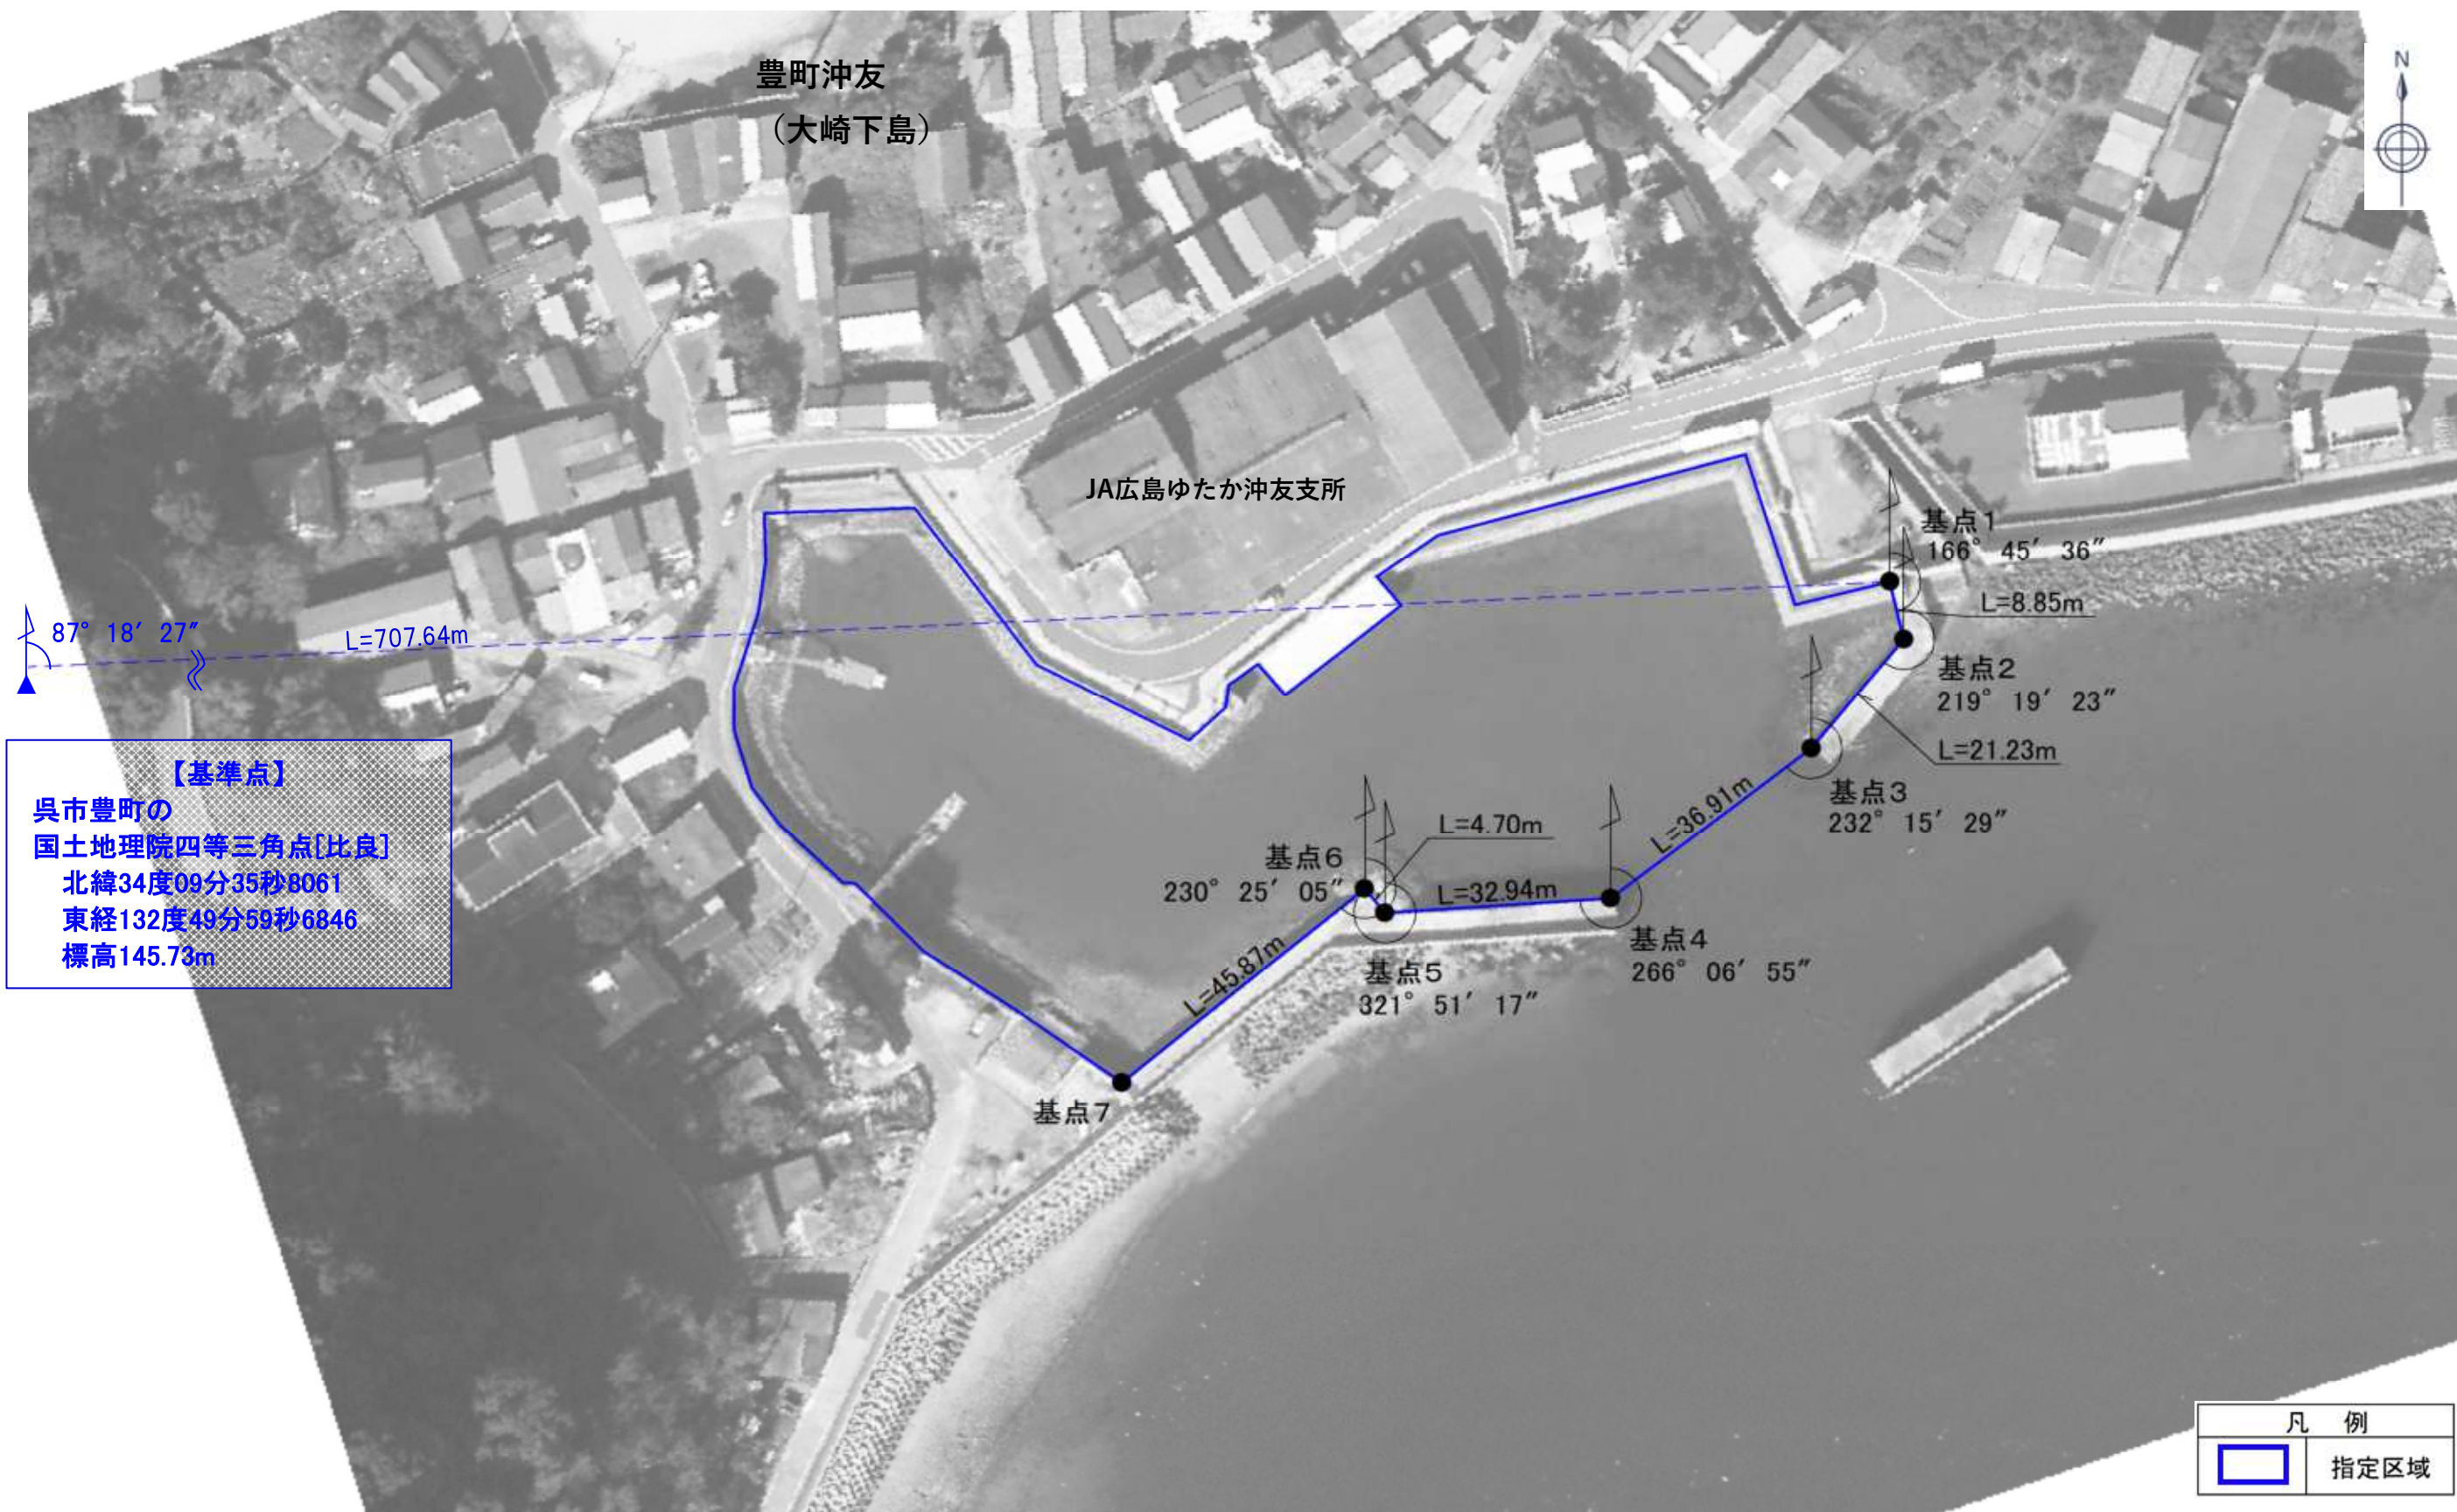 豊町沖友
（大崎下島）
N
JA広島ゆたか沖友支所
基点1
166° 45′ 36″
L=8.85m
87° 18′ 27″
L=707.64m
基点2
219° 19′ 23″
L=21.23m
【基準点】
呉市豊町の
国土地理院四等三角点[比良]
北緯34度09分35秒8061
東経132度49分59秒6846
標高145.73m
基点3
232° 15′ 29″
L=36.91m
L=4.70m
基点6
230° 25′ 05″
L=32.94m
基点4
266° 06′ 55″
基点5
321° 51′ 17″
L=45.87m
基点7
凡 例
指定区域